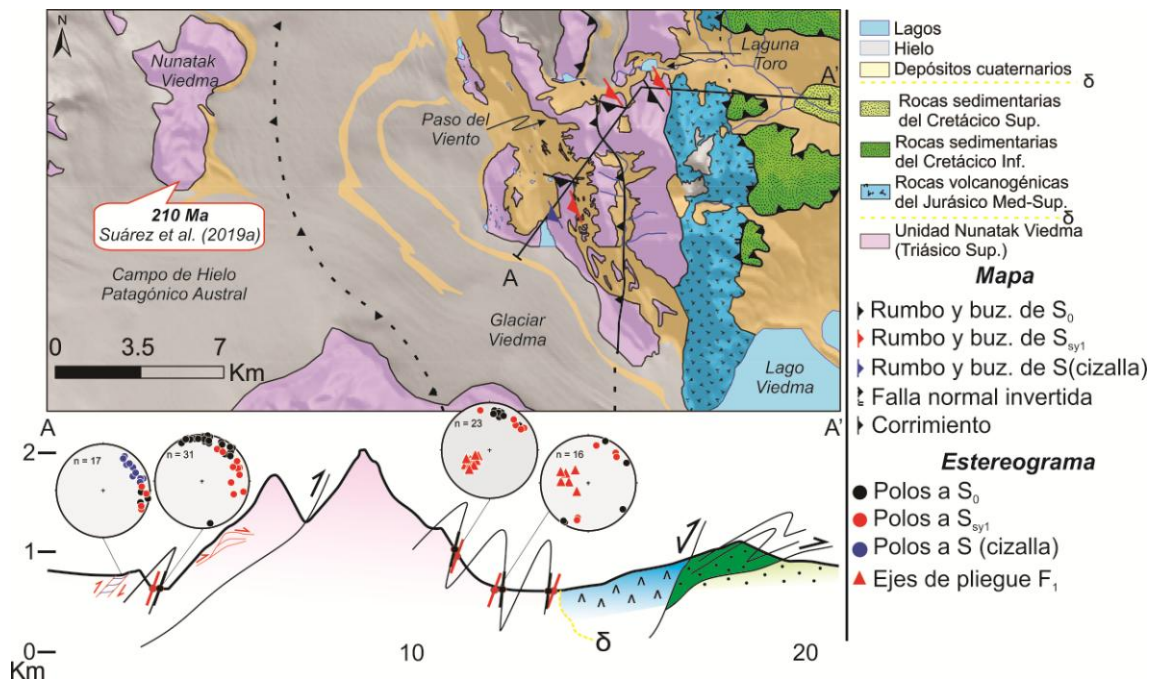 N
Nunatak
Viedma
Laguna
Toro
A'
Paso del
Viento
210 Ma
Suárez et al. (2019a)
A
Campo de Hielo
Patagónico Austral
Glaciar
Viedma
Lago
Viedma
0 3.5 7
Km
Lagos
Hielo
Depósitos cuaternarios
δ
Rocas sedimentarias
del Cretácico Sup.
Rocas sedimentarias
del Cretácico Inf.
Rocas volcanogénicas
del Jurásico Med-Sup.
δ
Unidad Nunatak Viedma
(Triásico Sup.)
Mapa
Rumbo y buz. de S0
Rumbo y buz. de Ssy1
Rumbo y buz. de S(cizalla)
Falla normal invertida
Corrimiento
Estereograma
Polos a S0
Polos a Ssy1
Polos a S (cizalla)
Ejes de pliegue F1
A
A'
n = 17
n = 31
n = 23
n = 16
2
1
0
Km
10
20
δ